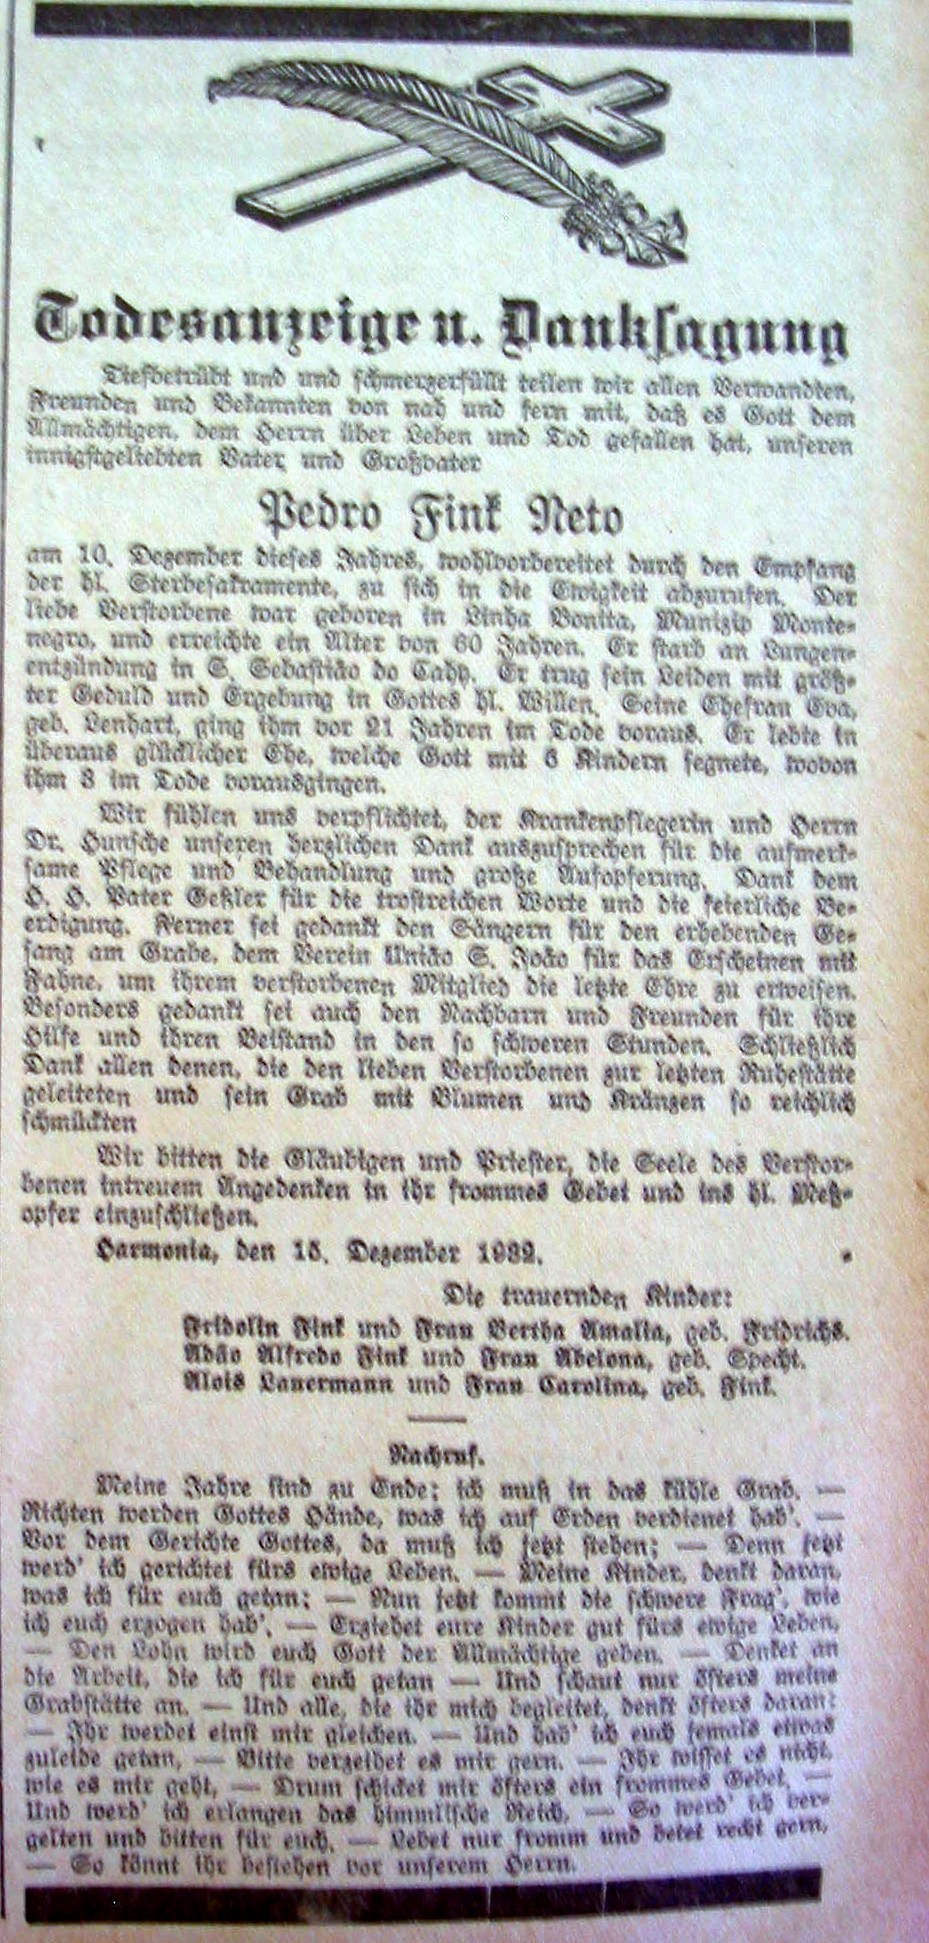 Todesanzeige u. Danksagung
Tiefbetrübt und und schmerzerfüllt teilen wir allen Verwandten,
Freunden und Bekannten von nah und fern mit, daß es Gott dem
Allmächtigen, dem Herrn über Leben und Tod gefallen hat, unseren
innigstgeliebten Vater und Großvater
Pedro Fink Neto
am 10. Dezember dieses Jahres, wohlvorbereitet durch den Empfang
der hl. Sterbesakramente, zu sich in die Ewigkeit abzurufen. Der
liebe Verstorbene war geboren in Linha Bonita, Munizip Monte-
negro, und erreichte ein Alter von 60 Jahren. Er starb an Lungen-
entzündung in S. Sebastião do Cahy. Er trug sein Leiden mit größ-
ter Geduld und Ergebung in Gottes hl. Willen. Seine Ehefrau Eva,
geb. Lenhart, ging ihm vor 21 Jahren im Tode voraus. Er lebte in
überaus glücklicher Ehe, welche Gott mit 6 Kindern segnete, wovon
ihm 3 im Tode vorausgingen.
Wir fühlen uns verpflichtet, der Krankenpflegerin und Herrn
Dr. Hunsche unseren herzlichen Dank auszusprechen für die aufmerk-
same Pflege und Behandlung und große Aufopferung. Dank dem
H. H. Pater Geßler für die trostreichen Worte und die feierliche Be-
erdigung. Ferner sei gedankt den Sängern für den erhebenden Ge-
sang am Grabe, dem Verein União S. João für das Erscheinen mit
Fahne, um ihrem verstorbenen Mitglied die letzte Ehre zu erweisen.
Besonders gedankt sei auch den Nachbarn und Freunden für ihre
Hilfe und ihren Beistand in den so schweren Stunden. Schließlich
Dank allen denen, die den lieben Verstorbenen zur letzten Ruhestätte
geleiteten und sein Grab mit Blumen und Kränzen so reichlich
schmückten
Wir bitten die Gläubigen und Priester, die Seele des Verstor-
benen intreuem Angedenken in ihr frommes Gebet und ins hl. Meß-
opfer einzuschließen.
Harmonia, den 15. Dezember 1932.
Die trauernden Kinder:
Fridolin Fink und Frau Bertha Amalia, geb. Fridrichs.
Adão Alfredo Fink und Frau Abelona, geb. Specht.
Alois Lauermann und Frau Carolina, geb. Fink.
Nachruf.
Meine Jahre sind zu Ende; ich muß in das kühle Grab. —
Richten werden Gottes Hände, was ich auf Erden verdienet hab'. —
Vor dem Gerichte Gottes, da muß ich jetzt stehen; — Denn jetzt
werd' ich gerichtet fürs ewige Leben. — Meine Kinder, denkt daran,
was ich für euch getan; — Nun jetzt kommt die schwere Frag', wie
ich euch erzogen hab'. — Erziehet eure Kinder gut fürs ewige Leben,
— Den Lohn wird euch Gott der Allmächtige geben. — Denket an
die Arbeit, die ich für euch getan — Und schaut nur öfters meine
Grabstätte an. — Und alle, die ihr mich begleitet, denkt öfters daran:
— Ihr werdet einst mir gleichen. — Und hab' ich euch jemals etwas
zuleide getan, — Bitte verzeihet es mir gern. — Ihr wisset es nicht,
wie es mir geht, — Drum schicket mir öfters ein frommes Gebet, —
Und werd' ich erlangen das himmlische Reich, — So werd' ich ver-
gelten und bitten für euch. — Lebet nur fromm und betet recht gern,
— So könnt ihr bestehen vor unserem Herrn.